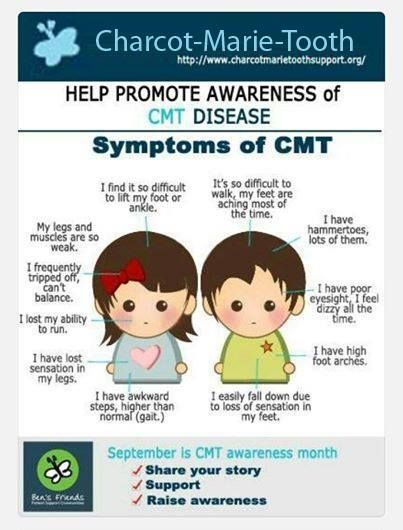 Charcot-Marie-Tooth
http://www.charcotmarietoothsupport.org/
HELP PROMOTE AWARENESS of
CMT DISEASE
Symptoms of CMT
I find it so difficult
to lift my foot or
ankle.
It's so difficult to
walk, my feet are
aching most of
the time.
My legs and
muscles are so
weak.
I have
hammertoes,
lots of them.
I frequently
tripped off,
can't
balance.
I have poor
eyesight, I feel
dizzy all the
time.
I lost my ability
to run.
I have lost
sensation in
my legs.
I have high
foot arches.
I have awkward
steps, higher than
normal (gait.)
I easily fall down due
to loss of sensation in
my feet.
September is CMT awareness month
Share your story
Support
Raise awareness
Ben's Friends
Patient Support Communities